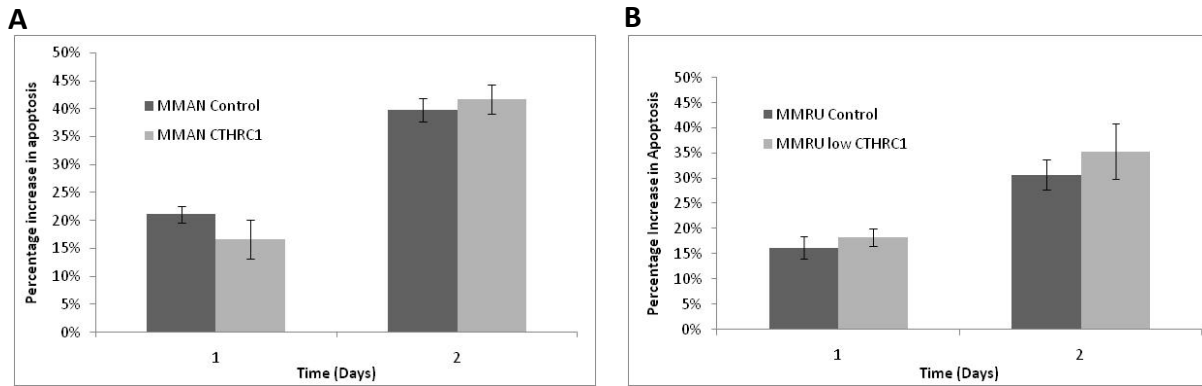 A
50%
45%
40%
35%
30%
25%
20%
15%
10%
5%
0%
Percentage increase in apoptosis
MMAN Control
MMAN CTHRC1
1
2
Time (Days)
B
50%
45%
40%
35%
30%
25%
20%
15%
10%
5%
0%
Percentage Increase in Apoptosis
MMRU Control
MMRU low CTHRC1
1
2
Time (Days)